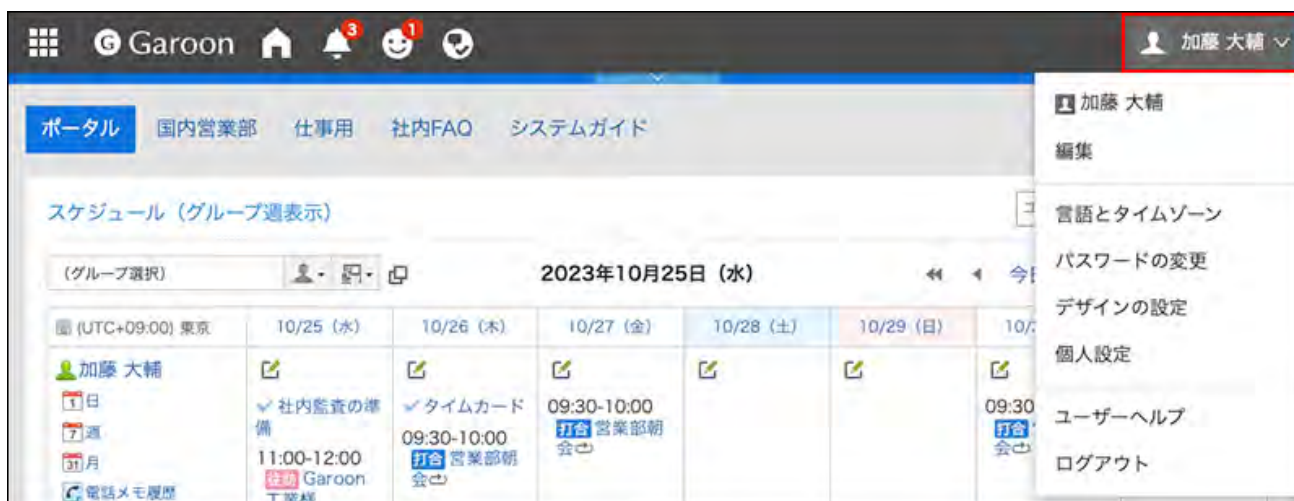 Garoon 3 1 加藤 大輔
ポータル 国内営業部 仕事用 社内FAQ システムガイド
加藤 大輔
編集
言語とタイムゾーン
パスワードの変更
デザインの設定
個人設定
ユーザーヘルプ
ログアウト
スケジュール（グループ週表示）
（グループ選択） 2023年10月25日（水）
(UTC+09:00) 東京 10/25（水） 10/26（木） 10/27（金） 10/28（土） 10/29（日）
加藤 大輔
1 日
7 週
31 月
電話メモ履歴
社内監査の準
備
11:00-12:00
往訪 Garoon
工業様
タイムカード
09:30-10:00
打合 営業部朝
会
09:30-10:00
打合 営業部朝
会
09:30
打合
会